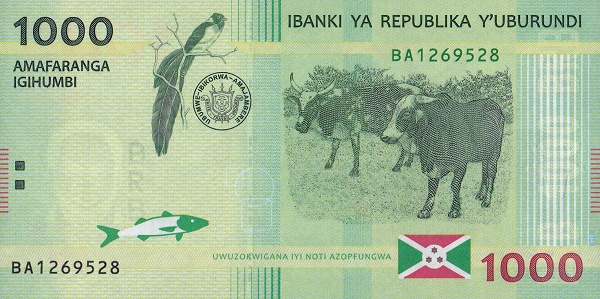 1000
IBANKI YA REPUBLIKA Y'UBURUNDI
AMAFARANGA
IGIHUMBI
BA1269528
UBUMWE-IBIKORWA-AMAJAMBERE
UWUZOKWIGANA IYI NOTI AZOPFUNGWA
BA1269528
1000